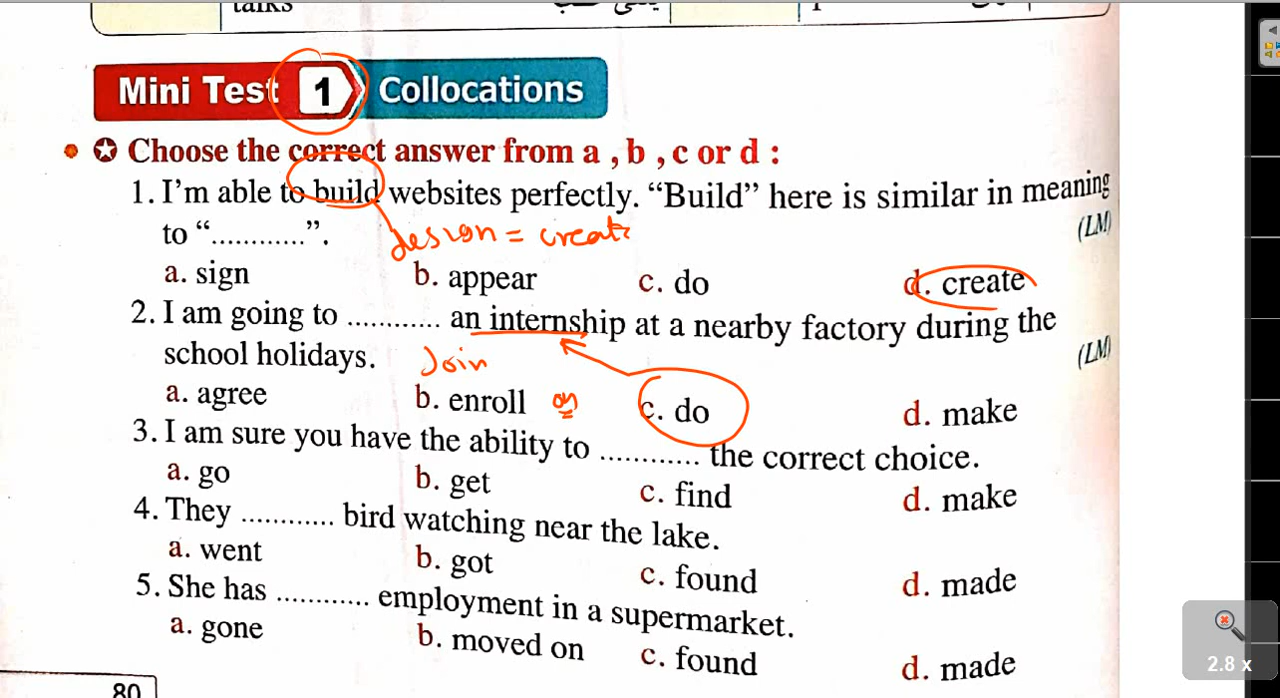 talks
Mini Test 1 Collocations
Choose the correct answer from a , b , c or d :
1. I'm able to build websites perfectly. "Build" here is similar in meaning
to "............". (LM)
design = create
a. sign b. appear c. do d. create
2. I am going to ............ an internship at a nearby factory during the
school holidays. (LM)
Join
a. agree b. enroll on c. do d. make
3. I am sure you have the ability to ............ the correct choice.
a. go b. get c. find d. make
4. They ............ bird watching near the lake.
a. went b. got c. found d. made
5. She has ............ employment in a supermarket.
a. gone b. moved on c. found d. made
80
2.8 x